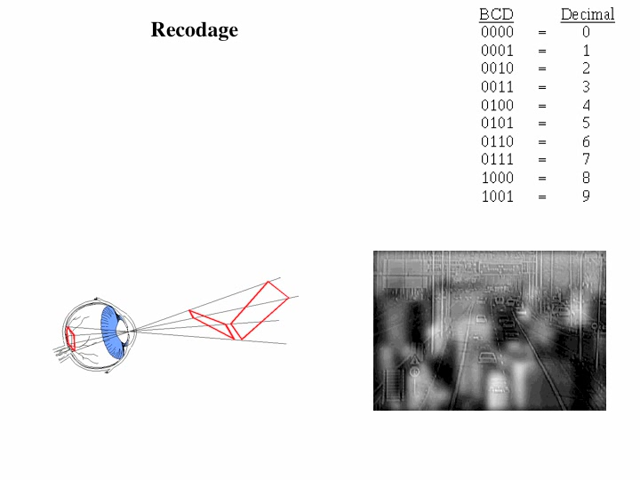 Recodage
BCD Decimal
0000 = 0
0001 = 1
0010 = 2
0011 = 3
0100 = 4
0101 = 5
0110 = 6
0111 = 7
1000 = 8
1001 = 9